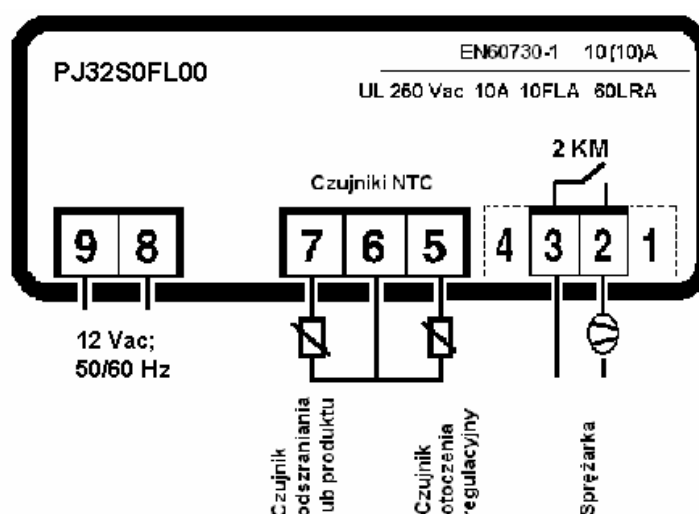 PJ32S0FL00
EN60730-1 10(10)A
UL 250 Vac 10A 10FLA 60LRA
2 KM
Czujniki NTC
9 8 7 6 5 4 3 2 1
12 Vac;
50/60 Hz
Czujnik
odszraniania
lub produktu
Czujnik
otoczenia
regulacyjny
Sprężarka